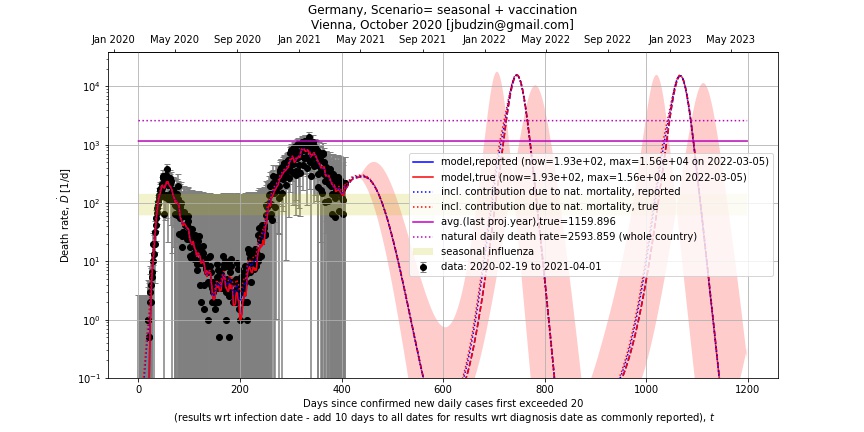 Germany, Scenario= seasonal + vaccination
Vienna, October 2020 [jbudzin@gmail.com]
Jan 2020 May 2020 Sep 2020 Jan 2021 May 2021 Sep 2021 Jan 2022 May 2022 Sep 2022 Jan 2023 May 2023
Death rate, Ḋ [1/d]
10⁴
10³
10²
10¹
10⁰
10⁻¹
model,reported (now=1.93e+02, max=1.56e+04 on 2022-03-05)
model,true (now=1.93e+02, max=1.56e+04 on 2022-03-05)
incl. contribution due to nat. mortality, reported
incl. contribution due to nat. mortality, true
avg.(last proj.year),true=1159.896
natural daily death rate=2593.859 (whole country)
seasonal influenza
data: 2020-02-19 to 2021-04-01
0 200 400 600 800 1000 1200
Days since confirmed new daily cases first exceeded 20
(results wrt infection date - add 10 days to all dates for results wrt diagnosis date as commonly reported), t